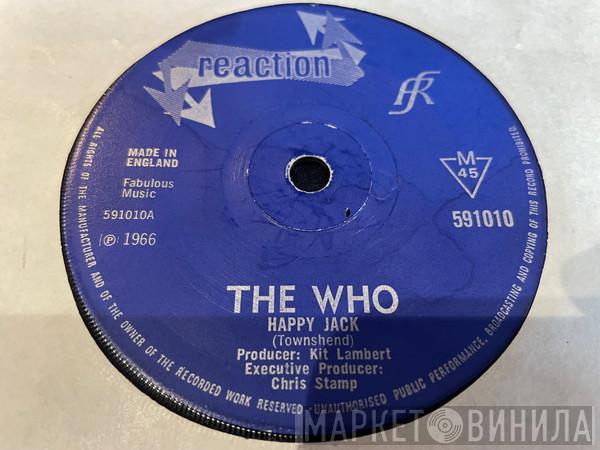 reaction
MADE IN
ENGLAND
Fabulous
Music
591010A
℗ 1966
M
45
591010
THE WHO
HAPPY JACK
(Townshend)
Producer: Kit Lambert
Executive Producer:
Chris Stamp
ALL RIGHTS OF THE MANUFACTURER AND OF THE OWNER OF THE RECORDED WORK RESERVED - UNAUTHORISED PUBLIC PERFORMANCE, BROADCASTING AND COPYING OF THIS RECORD PROHIBITED.
МАРКЕТОВИНИЛА